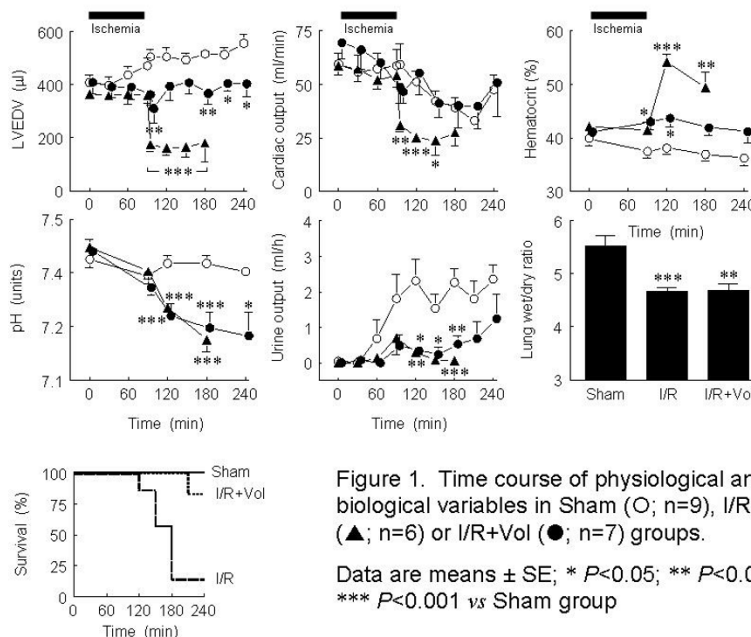 Ischemia
Ischemia
Ischemia
LVEDV (µl)
600
400
200
0
0 60 120 180 240
** ** * *
***
Cardiac output (ml/min)
75
50
25
0
0 60 120 180 240
** *** *
Hematocrit (%)
60
50
40
30
0 60 120 180 240
Time (min)
* *** ** *
pH (units)
7.5
7.4
7.2
7.1
0 60 120 180 240
Time (min)
*** *** *** *
***
Urine output (ml/h)
4
3
2
1
0
0 60 120 180 240
Time (min)
* * **
** ***
Lung wet/dry ratio
6
5
4
3
*** **
Sham I/R I/R+Vol
Survival (%)
100
75
50
25
0
0 60 120 180 240
Time (min)
Sham
I/R+Vol
I/R
Figure 1. Time course of physiological an
biological variables in Sham (○; n=9), I/R
(▲; n=6) or I/R+Vol (●; n=7) groups.
Data are means ± SE; * P<0.05; ** P<0.0
*** P<0.001 vs Sham group